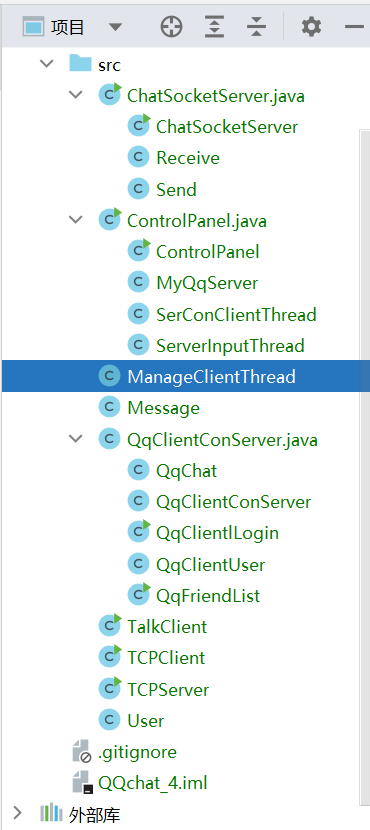 项目
src
ChatSocketServer.java
ChatSocketServer
Receive
Send
ControlPanel.java
ControlPanel
MyQqServer
SerConClientThread
ServerInputThread
ManageClientThread
Message
QqClientConServer.java
QqChat
QqClientConServer
QqClientlLogin
QqClientUser
QqFriendList
TalkClient
TCPClient
TCPServer
User
.gitignore
QQchat_4.iml
外部库